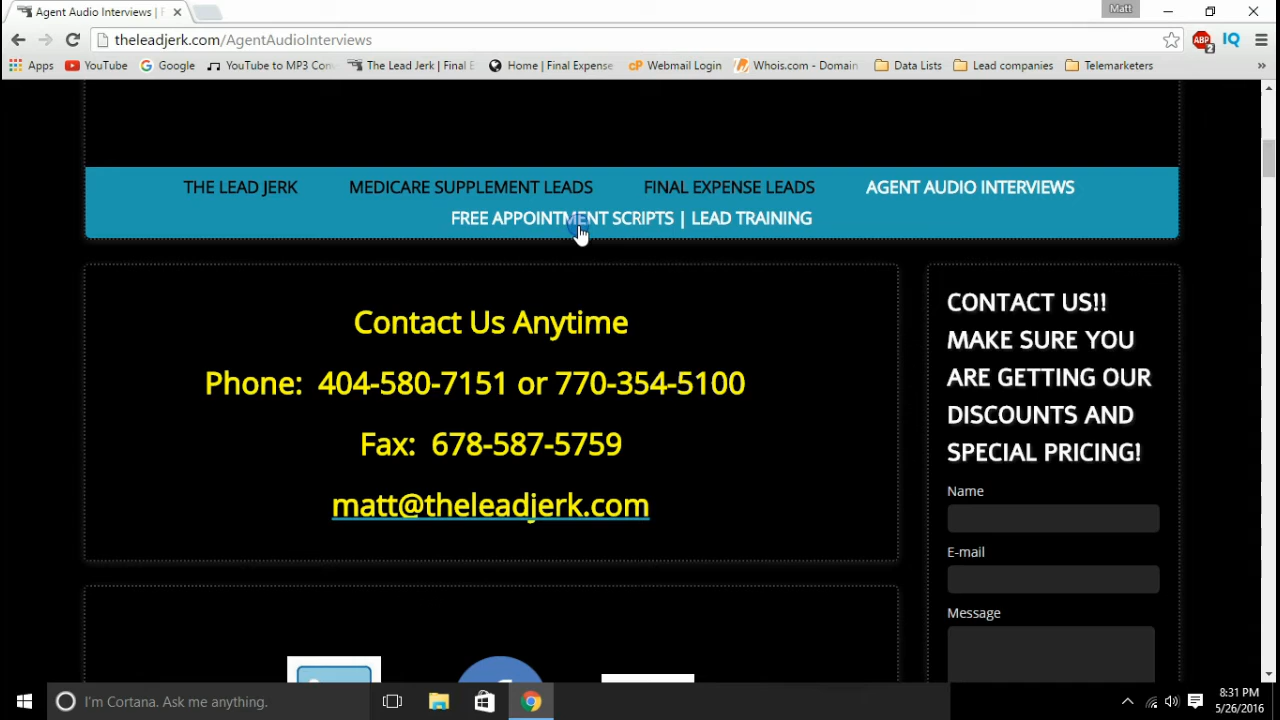 Agent Audio Interviews |
Matt
theleadjerk.com/AgentAudioInterviews
ABP
2
IQ
Apps
YouTube
Google
YouTube to MP3 Con
The Lead Jerk | Final E
Home | Final Expense
cP
Webmail Login
Whois.com - Domain
Data Lists
Lead companies
Telemarketers
»
THE LEAD JERK
MEDICARE SUPPLEMENT LEADS
FINAL EXPENSE LEADS
AGENT AUDIO INTERVIEWS
FREE APPOINTMENT SCRIPTS | LEAD TRAINING
Contact Us Anytime
Phone: 404-580-7151 or 770-354-5100
Fax: 678-587-5759
matt@theleadjerk.com
CONTACT US!!
MAKE SURE YOU
ARE GETTING OUR
DISCOUNTS AND
SPECIAL PRICING!
Name
E-mail
Message
I'm Cortana. Ask me anything.
8:31 PM
5/26/2016